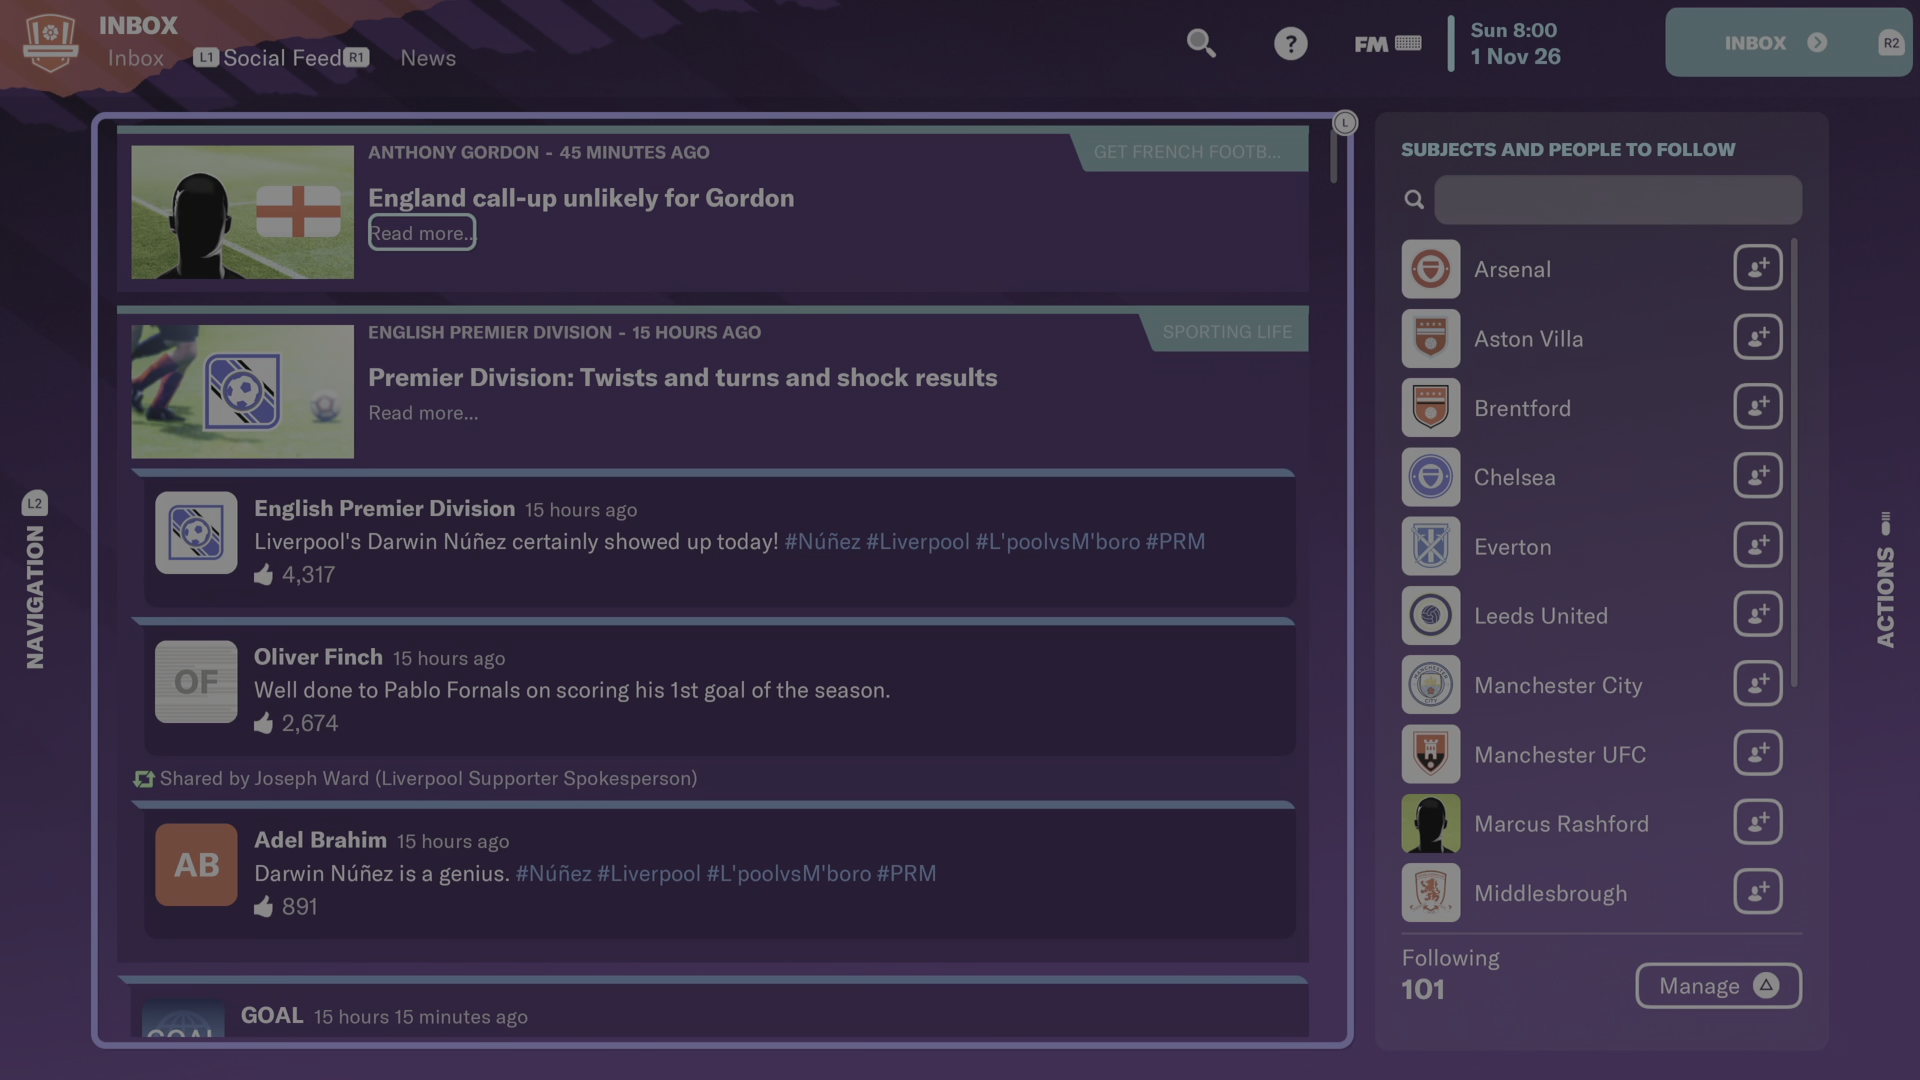 INBOX
Inbox L1 Social Feed R1 News
? FM
Sun 8:00
1 Nov 26
INBOX R2
L
L2
NAVIGATION
ACTIONS
ANTHONY GORDON - 45 MINUTES AGO
GET FRENCH FOOTB...
England call-up unlikely for Gordon
Read more...
ENGLISH PREMIER DIVISION - 15 HOURS AGO
SPORTING LIFE
Premier Division: Twists and turns and shock results
Read more...
English Premier Division 15 hours ago
Liverpool's Darwin Núñez certainly showed up today! #Núñez #Liverpool #L'poolvsM'boro #PRM
4,317
OF
Oliver Finch 15 hours ago
Well done to Pablo Fornals on scoring his 1st goal of the season.
2,674
Shared by Joseph Ward (Liverpool Supporter Spokesperson)
AB
Adel Brahim 15 hours ago
Darwin Núñez is a genius. #Núñez #Liverpool #L'poolvsM'boro #PRM
891
GOAL
GOAL 15 hours 15 minutes ago
SUBJECTS AND PEOPLE TO FOLLOW
Arsenal
Aston Villa
Brentford
Chelsea
Everton
Leeds United
MANCHESTER
CITY
Manchester City
Manchester UFC
Marcus Rashford
Middlesbrough
Following
101
Manage